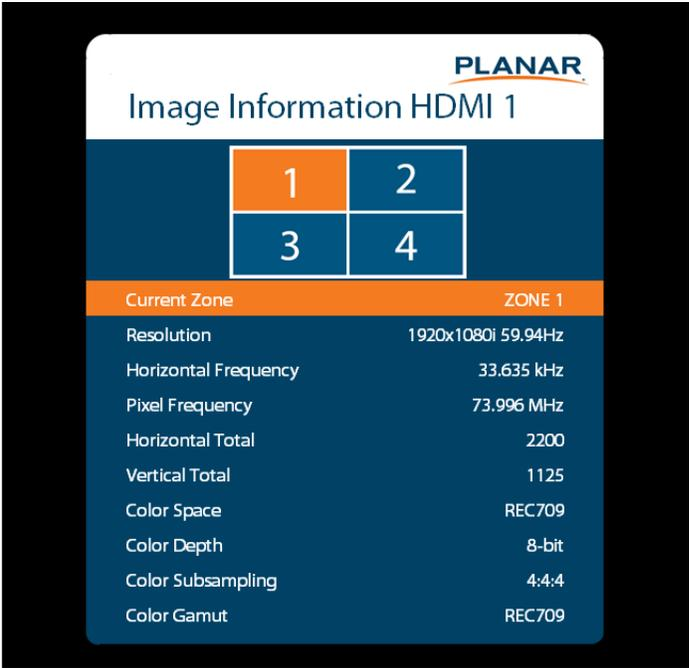 PLANAR
Image Information HDMI 1
1 2
3 4
Current Zone ZONE 1
Resolution 1920x1080i 59.94Hz
Horizontal Frequency 33.635 kHz
Pixel Frequency 73.996 MHz
Horizontal Total 2200
Vertical Total 1125
Color Space REC709
Color Depth 8-bit
Color Subsampling 4:4:4
Color Gamut REC709